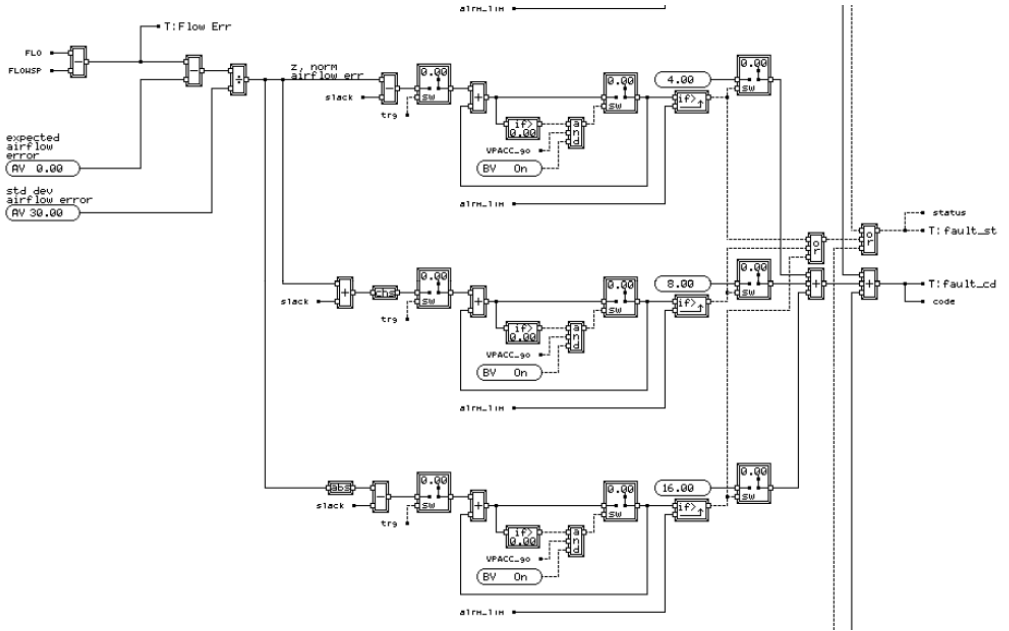 alrm_lim
T:Flow Err
FLO
FLOWSP
z, norm
airflow err
slack
trg
0.00
sw
if>
0.00
VPACC_go
BV On
and
0.00
sw
4.00
if>
0.00
sw
alrm_lim
expected
airflow
error
AV 0.00
std dev
airflow error
AV 30.00
status
T:fault_st
or
or
T:fault_cd
code
slack
chs
trg
0.00
sw
if>
0.00
VPACC_go
BV On
and
0.00
sw
8.00
if>
0.00
sw
alrm_lim
abs
slack
trg
0.00
sw
if>
0.00
VPACC_go
BV On
and
0.00
sw
16.00
if>
0.00
sw
alrm_lim